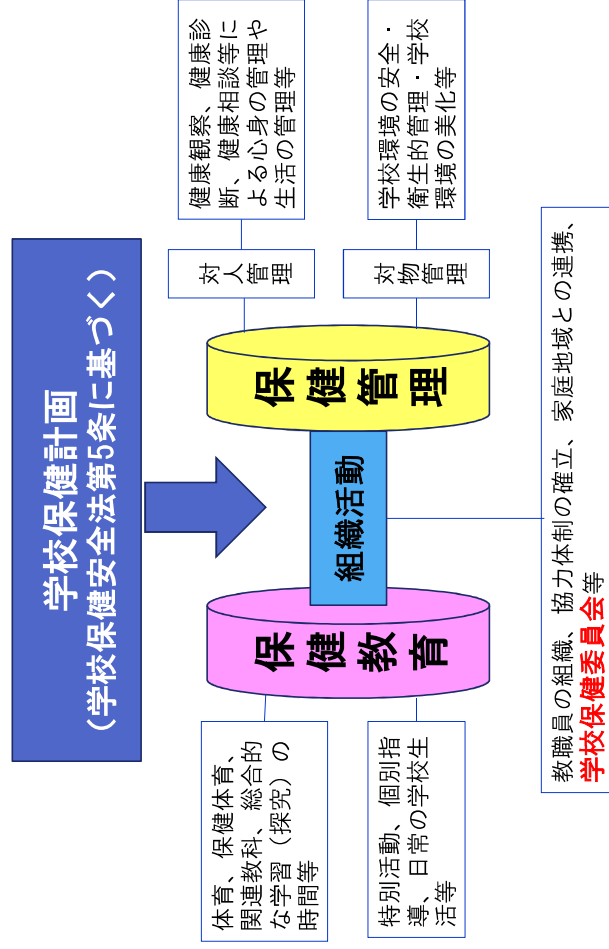 学校保健計画
(学校保健安全法第5条に基づく)
体育、保健体育、
関連教科、総合的
な学習（探究）の
時間等
特別活動、個別指
導、日常の学校生
活等
保健教育
組織活動
保健管理
対人管理
対物管理
健康観察、健康診
断、健康相談等に
よる心身の管理や
生活の管理等
学校環境の安全・
衛生的管理・学校
環境の美化等
教職員の組織、協力体制の確立、家庭地域との連携、
学校保健委員会等